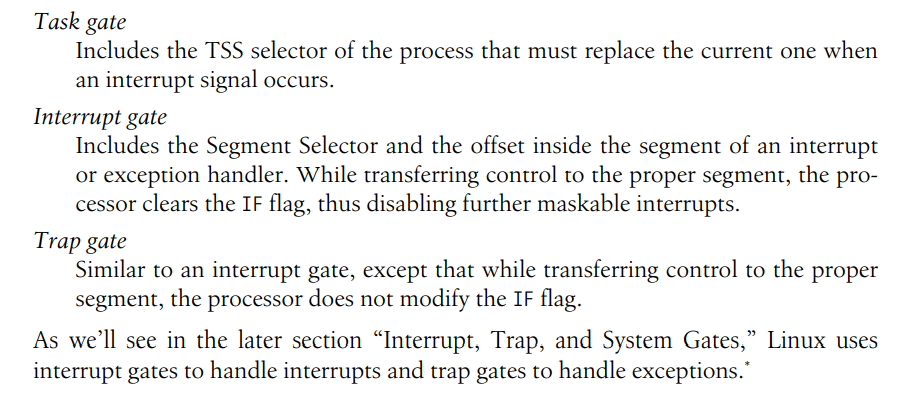 Task gate
Includes the TSS selector of the process that must replace the current one when
an interrupt signal occurs.
Interrupt gate
Includes the Segment Selector and the offset inside the segment of an interrupt
or exception handler. While transferring control to the proper segment, the pro-
cessor clears the IF flag, thus disabling further maskable interrupts.
Trap gate
Similar to an interrupt gate, except that while transferring control to the proper
segment, the processor does not modify the IF flag.
As we’ll see in the later section “Interrupt, Trap, and System Gates,” Linux uses
interrupt gates to handle interrupts and trap gates to handle exceptions.*